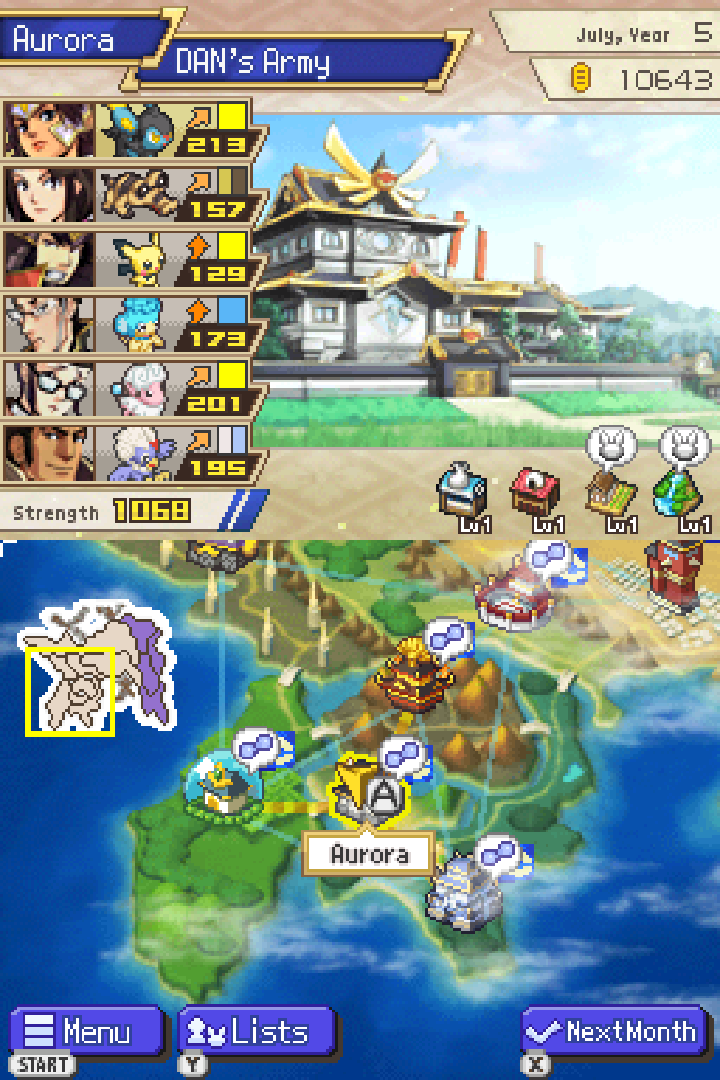 Aurora
DAN's Army
July, Year 5
10643
213
157
129
173
201
195
Strength 1068
Lv1 Lv1 Lv1 Lv1
A
Aurora
Menu
Lists
NextMonth
START
Y
X